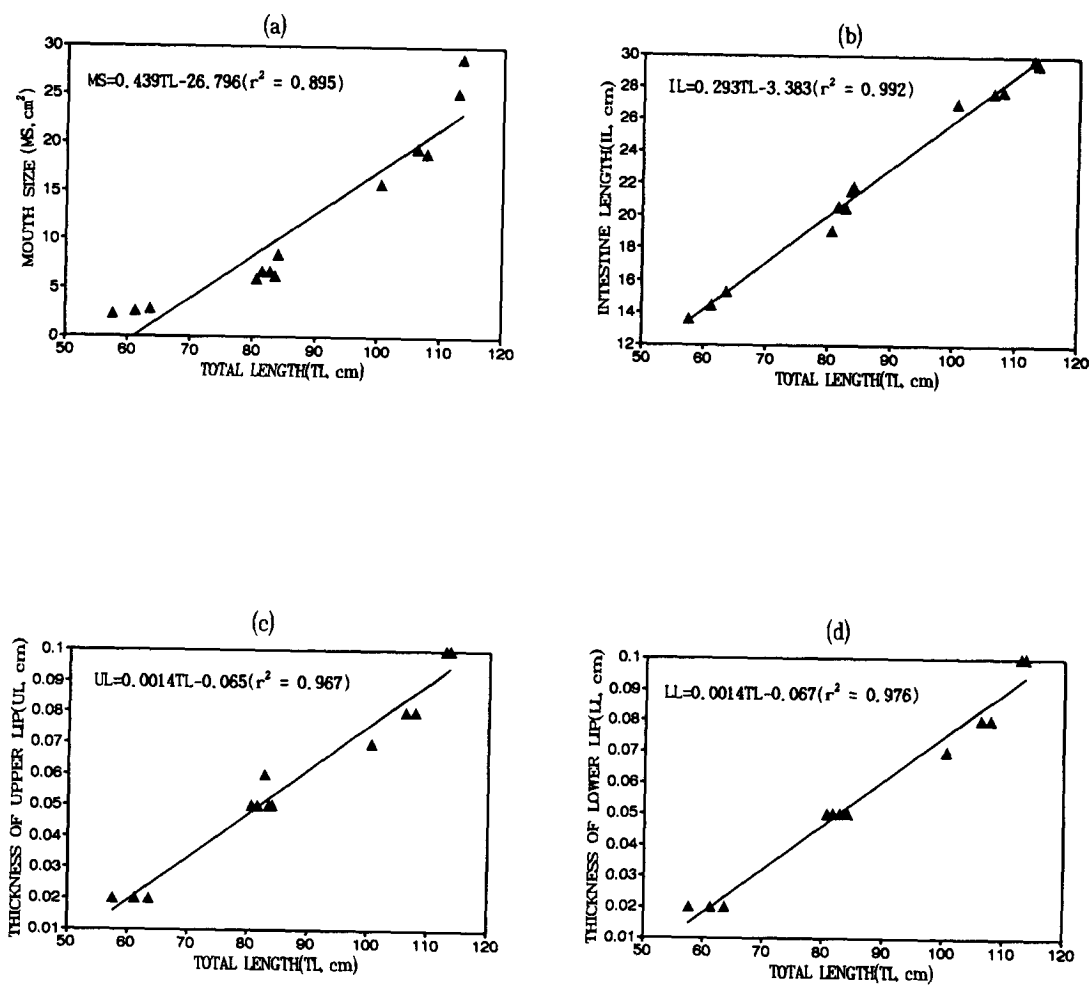 (a)
30
25
20
15
10
5
0
MOUTH SIZE (MS, cm²)
MS=0.439TL-26.796(r² = 0.895)
50 60 70 80 90 100 110 120
TOTAL LENGTH(TL, cm)
(b)
30
28
26
24
22
20
18
16
14
12
INTESTINE LENGTH(IL, cm)
IL=0.293TL-3.383(r² = 0.992)
50 60 70 80 90 100 110 120
TOTAL LENGTH(TL, cm)
(c)
0.1
0.09
0.08
0.07
0.06
0.05
0.04
0.03
0.02
0.01
THICKNESS OF UPPER LIP(UL, cm)
UL=0.0014TL-0.065(r² = 0.967)
50 60 70 80 90 100 110 120
TOTAL LENGTH(TL, cm)
(d)
0.1
0.09
0.08
0.07
0.06
0.05
0.04
0.03
0.02
0.01
THICKNESS OF LOWER LIP(LL, cm)
LL=0.0014TL-0.067(r² = 0.976)
50 60 70 80 90 100 110 120
TOTAL LENGTH(TL, cm)